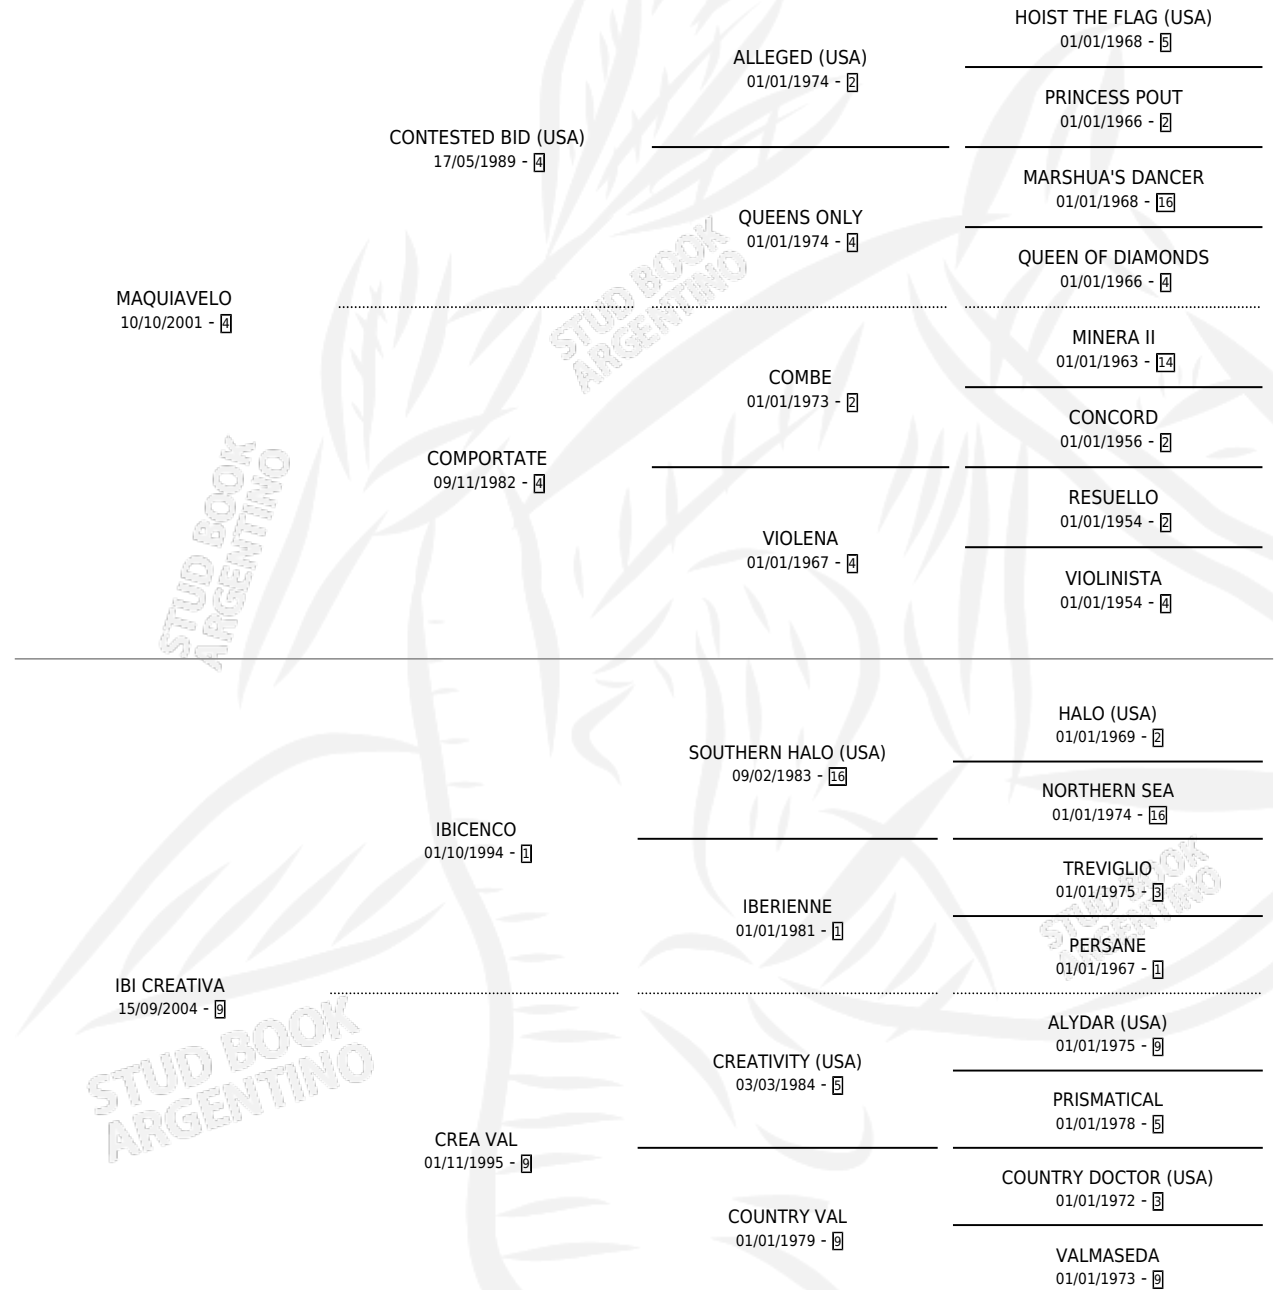 HOIST THE FLAG (USA)
01/01/1968 - 5
ALLEGED (USA)
01/01/1974 - 2
PRINCESS POUT
01/01/1966 - 2
CONTESTED BID (USA)
17/05/1989 - 4
MARSHUA'S DANCER
01/01/1968 - 16
QUEENS ONLY
01/01/1974 - 4
QUEEN OF DIAMONDS
01/01/1966 - 4
MAQUIAVELO
10/10/2001 - 4
MINERA II
01/01/1963 - 14
COMBE
01/01/1973 - 2
CONCORD
01/01/1956 - 2
COMPORTATE
09/11/1982 - 4
RESUELLO
01/01/1954 - 2
VIOLENA
01/01/1967 - 4
VIOLINISTA
01/01/1954 - 4
HALO (USA)
01/01/1969 - 2
SOUTHERN HALO (USA)
09/02/1983 - 16
NORTHERN SEA
01/01/1974 - 16
IBICENCO
01/10/1994 - 1
TREVIGLIO
01/01/1975 - 3
IBERIENNE
01/01/1981 - 1
PERSANE
01/01/1967 - 1
IBI CREATIVA
15/09/2004 - 9
ALYDAR (USA)
01/01/1975 - 9
CREATIVITY (USA)
03/03/1984 - 5
PRISMATICAL
01/01/1978 - 5
CREA VAL
01/11/1995 - 9
COUNTRY DOCTOR (USA)
01/01/1972 - 3
COUNTRY VAL
01/01/1979 - 9
VALMASEDA
01/01/1973 - 9
STUD BOOK
ARGENTINO
STUD BOOK
ARGENTINO
STUD BOOK
ARGENTINO
STUD BOOK
ARGENTINO